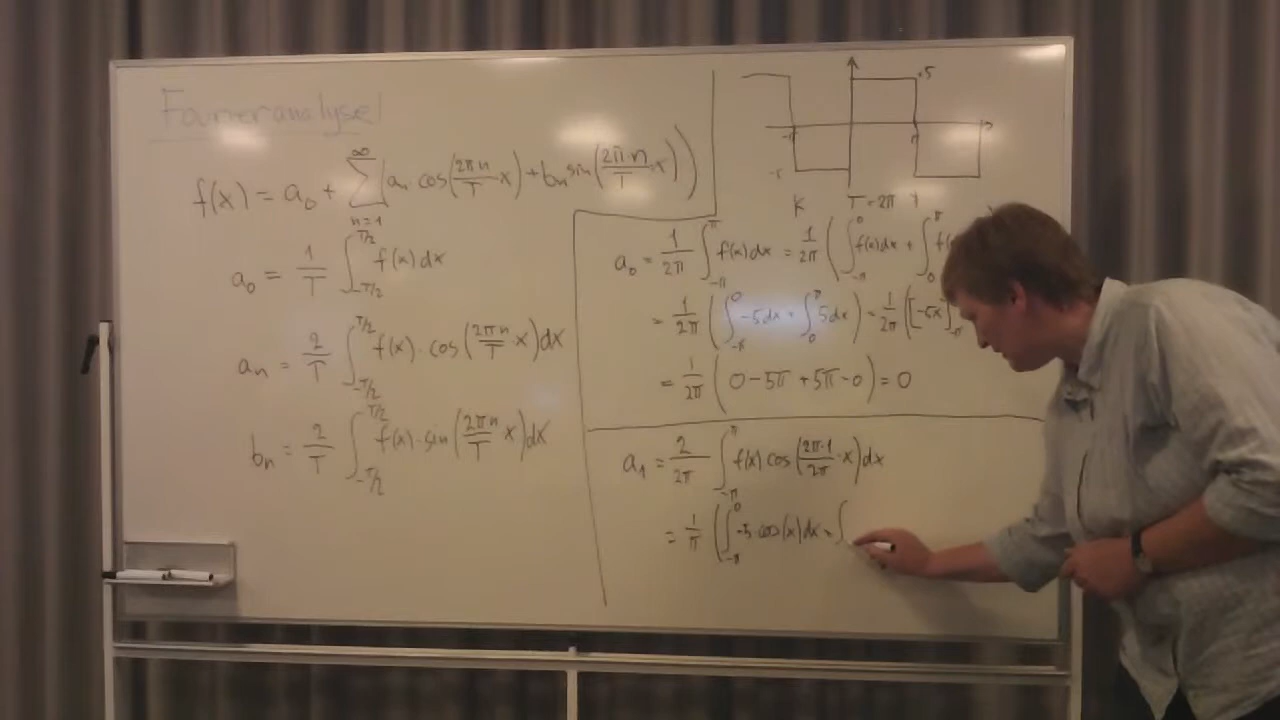 Fourieranalyse!
f(x) = a₀ + ∑_{n=1}^{∞} (aₙ cos(2πn/T · x) + bₙ sin(2π·n/T · x))
a₀ = 1/T ∫_{-T/2}^{T/2} f(x) dx
aₙ = 2/T ∫_{-T/2}^{T/2} f(x) · cos(2πn/T · x) dx
bₙ = 2/T ∫_{-T/2}^{T/2} f(x) · sin(2πn/T · x) dx
5
-π π
-5
T = 2π
a₀ = 1/2π ∫_{-π}^{π} f(x) dx = 1/2π (∫_{-π}^{0} f(x) dx + ∫_{0}^{π} f(
= 1/2π (∫_{-π}^{0} -5 dx + ∫_{0}^{π} 5 dx) = 1/2π ([-5x]_{-π}
= 1/2π (0 - 5π + 5π - 0) = 0
a₁ = 2/2π ∫_{-π}^{π} f(x) cos(2π·1/2π · x) dx
= 1/π (∫_{-π}^{0} -5 · cos(x) dx + ∫